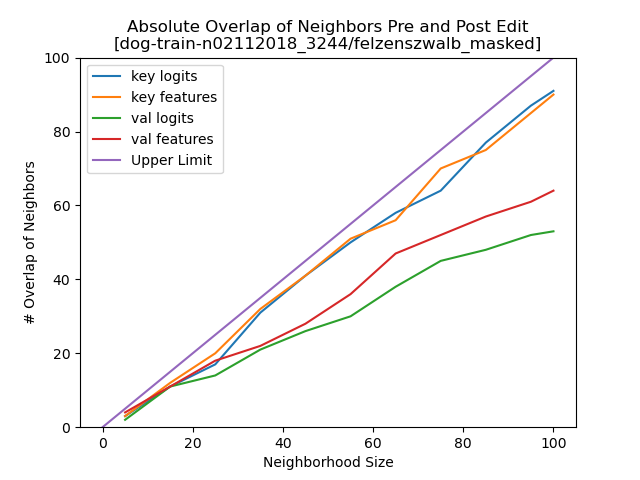 Absolute Overlap of Neighbors Pre and Post Edit
[dog-train-n02112018_3244/felzenszwalb_masked]
key logits
key features
val logits
val features
Upper Limit
# Overlap of Neighbors
100
80
60
40
20
0
0 20 40 60 80 100
Neighborhood Size